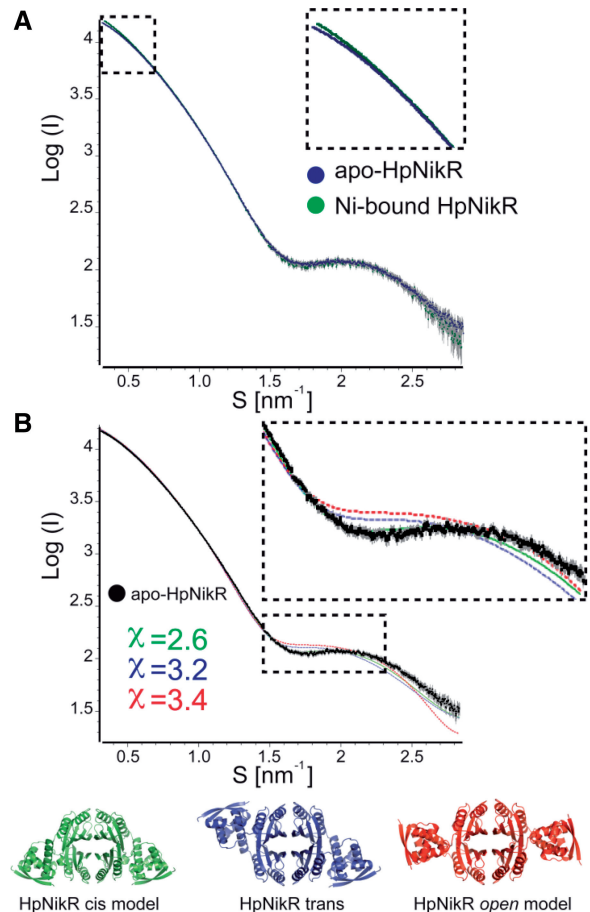 A
Log (I)
4
3.5
3
2.5
2
1.5
apo-HpNikR
Ni-bound HpNikR
0.5 1.0 1.5 2 2.5
S [nm⁻¹]
B
Log (I)
4
3.5
3
2.5
2
1.5
apo-HpNikR
χ=2.6
χ=3.2
χ=3.4
0.5 1.0 1.5 2 2.5
S [nm⁻¹]
HpNikR cis model HpNikR trans HpNikR open model